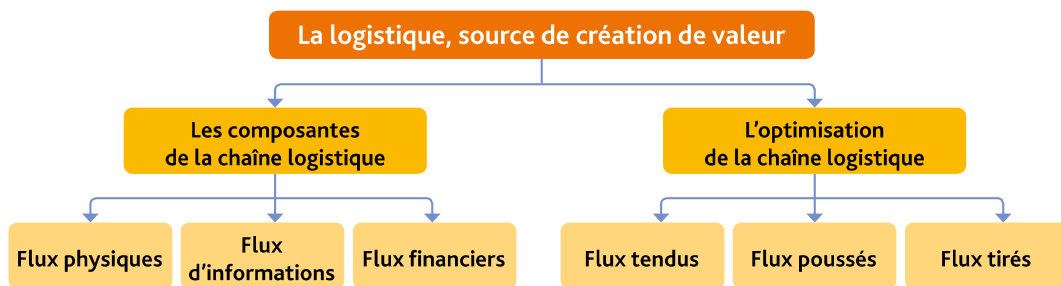 La logistique, source de création de valeur
Les composantes
de la chaîne logistique
L’optimisation
de la chaîne logistique
Flux physiques
Flux
d’informations
Flux financiers
Flux tendus
Flux poussés
Flux tirés